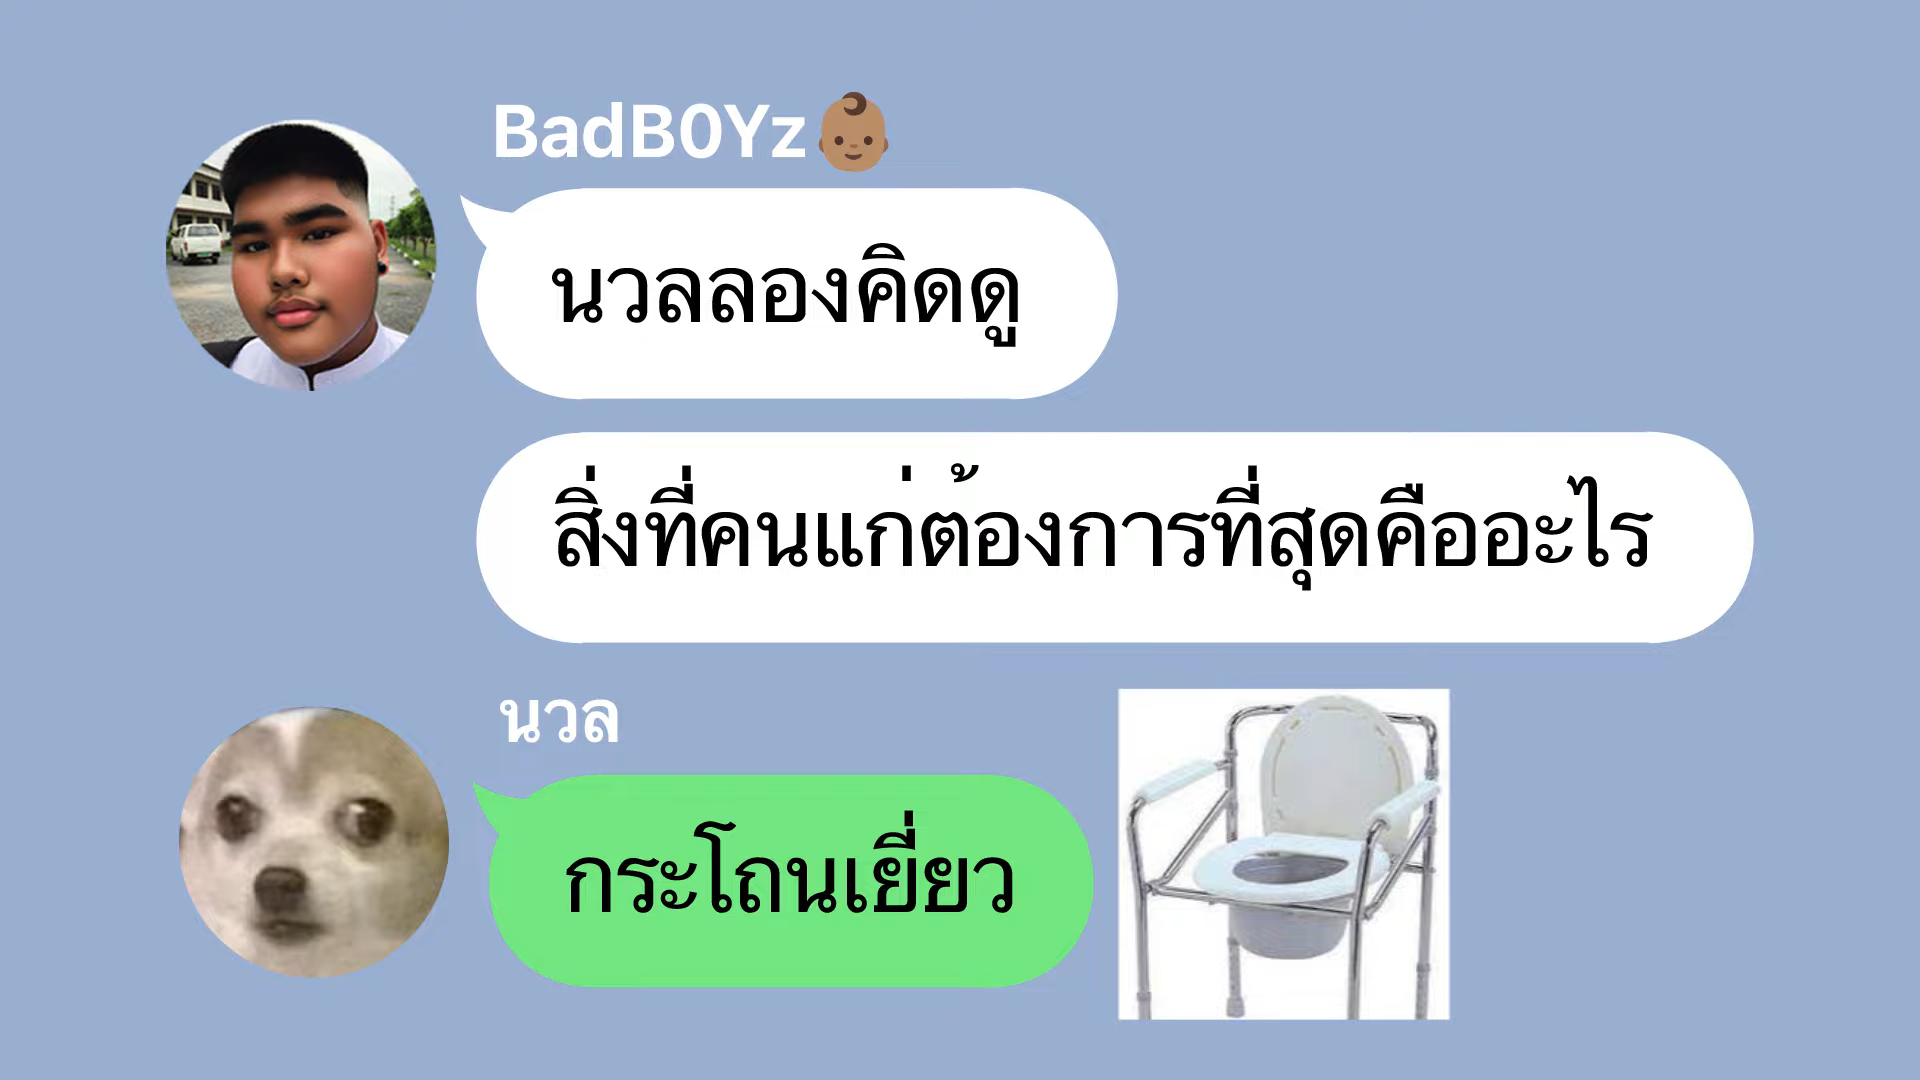 BadB0Yz👶🏽
นวลลองคิดดู
สิ่งที่คนแก่ต้องการที่สุดคืออะไร
นวล
กระโถนเยี่ยว